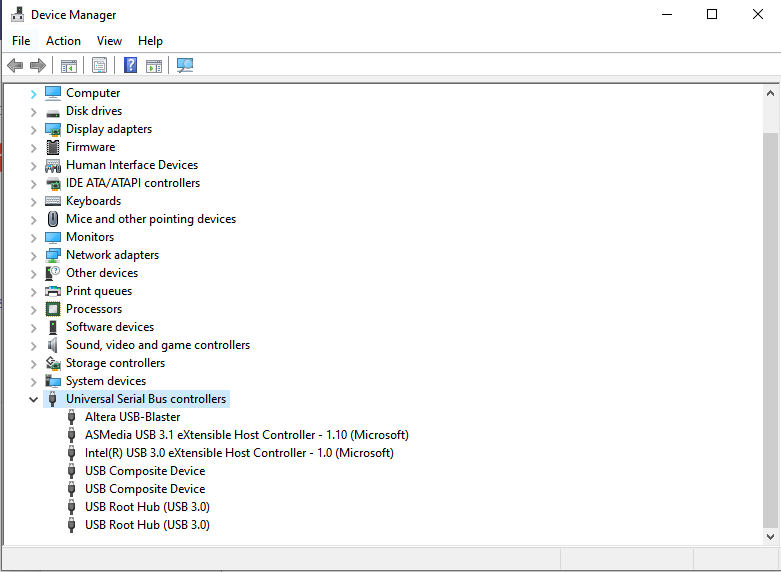 Device Manager
File Action View Help
Computer
Disk drives
Display adapters
Firmware
Human Interface Devices
IDE ATA/ATAPI controllers
Keyboards
Mice and other pointing devices
Monitors
Network adapters
Other devices
Print queues
Processors
Software devices
Sound, video and game controllers
Storage controllers
System devices
Universal Serial Bus controllers
Altera USB-Blaster
ASMedia USB 3.1 eXtensible Host Controller - 1.10 (Microsoft)
Intel(R) USB 3.0 eXtensible Host Controller - 1.0 (Microsoft)
USB Composite Device
USB Composite Device
USB Root Hub (USB 3.0)
USB Root Hub (USB 3.0)